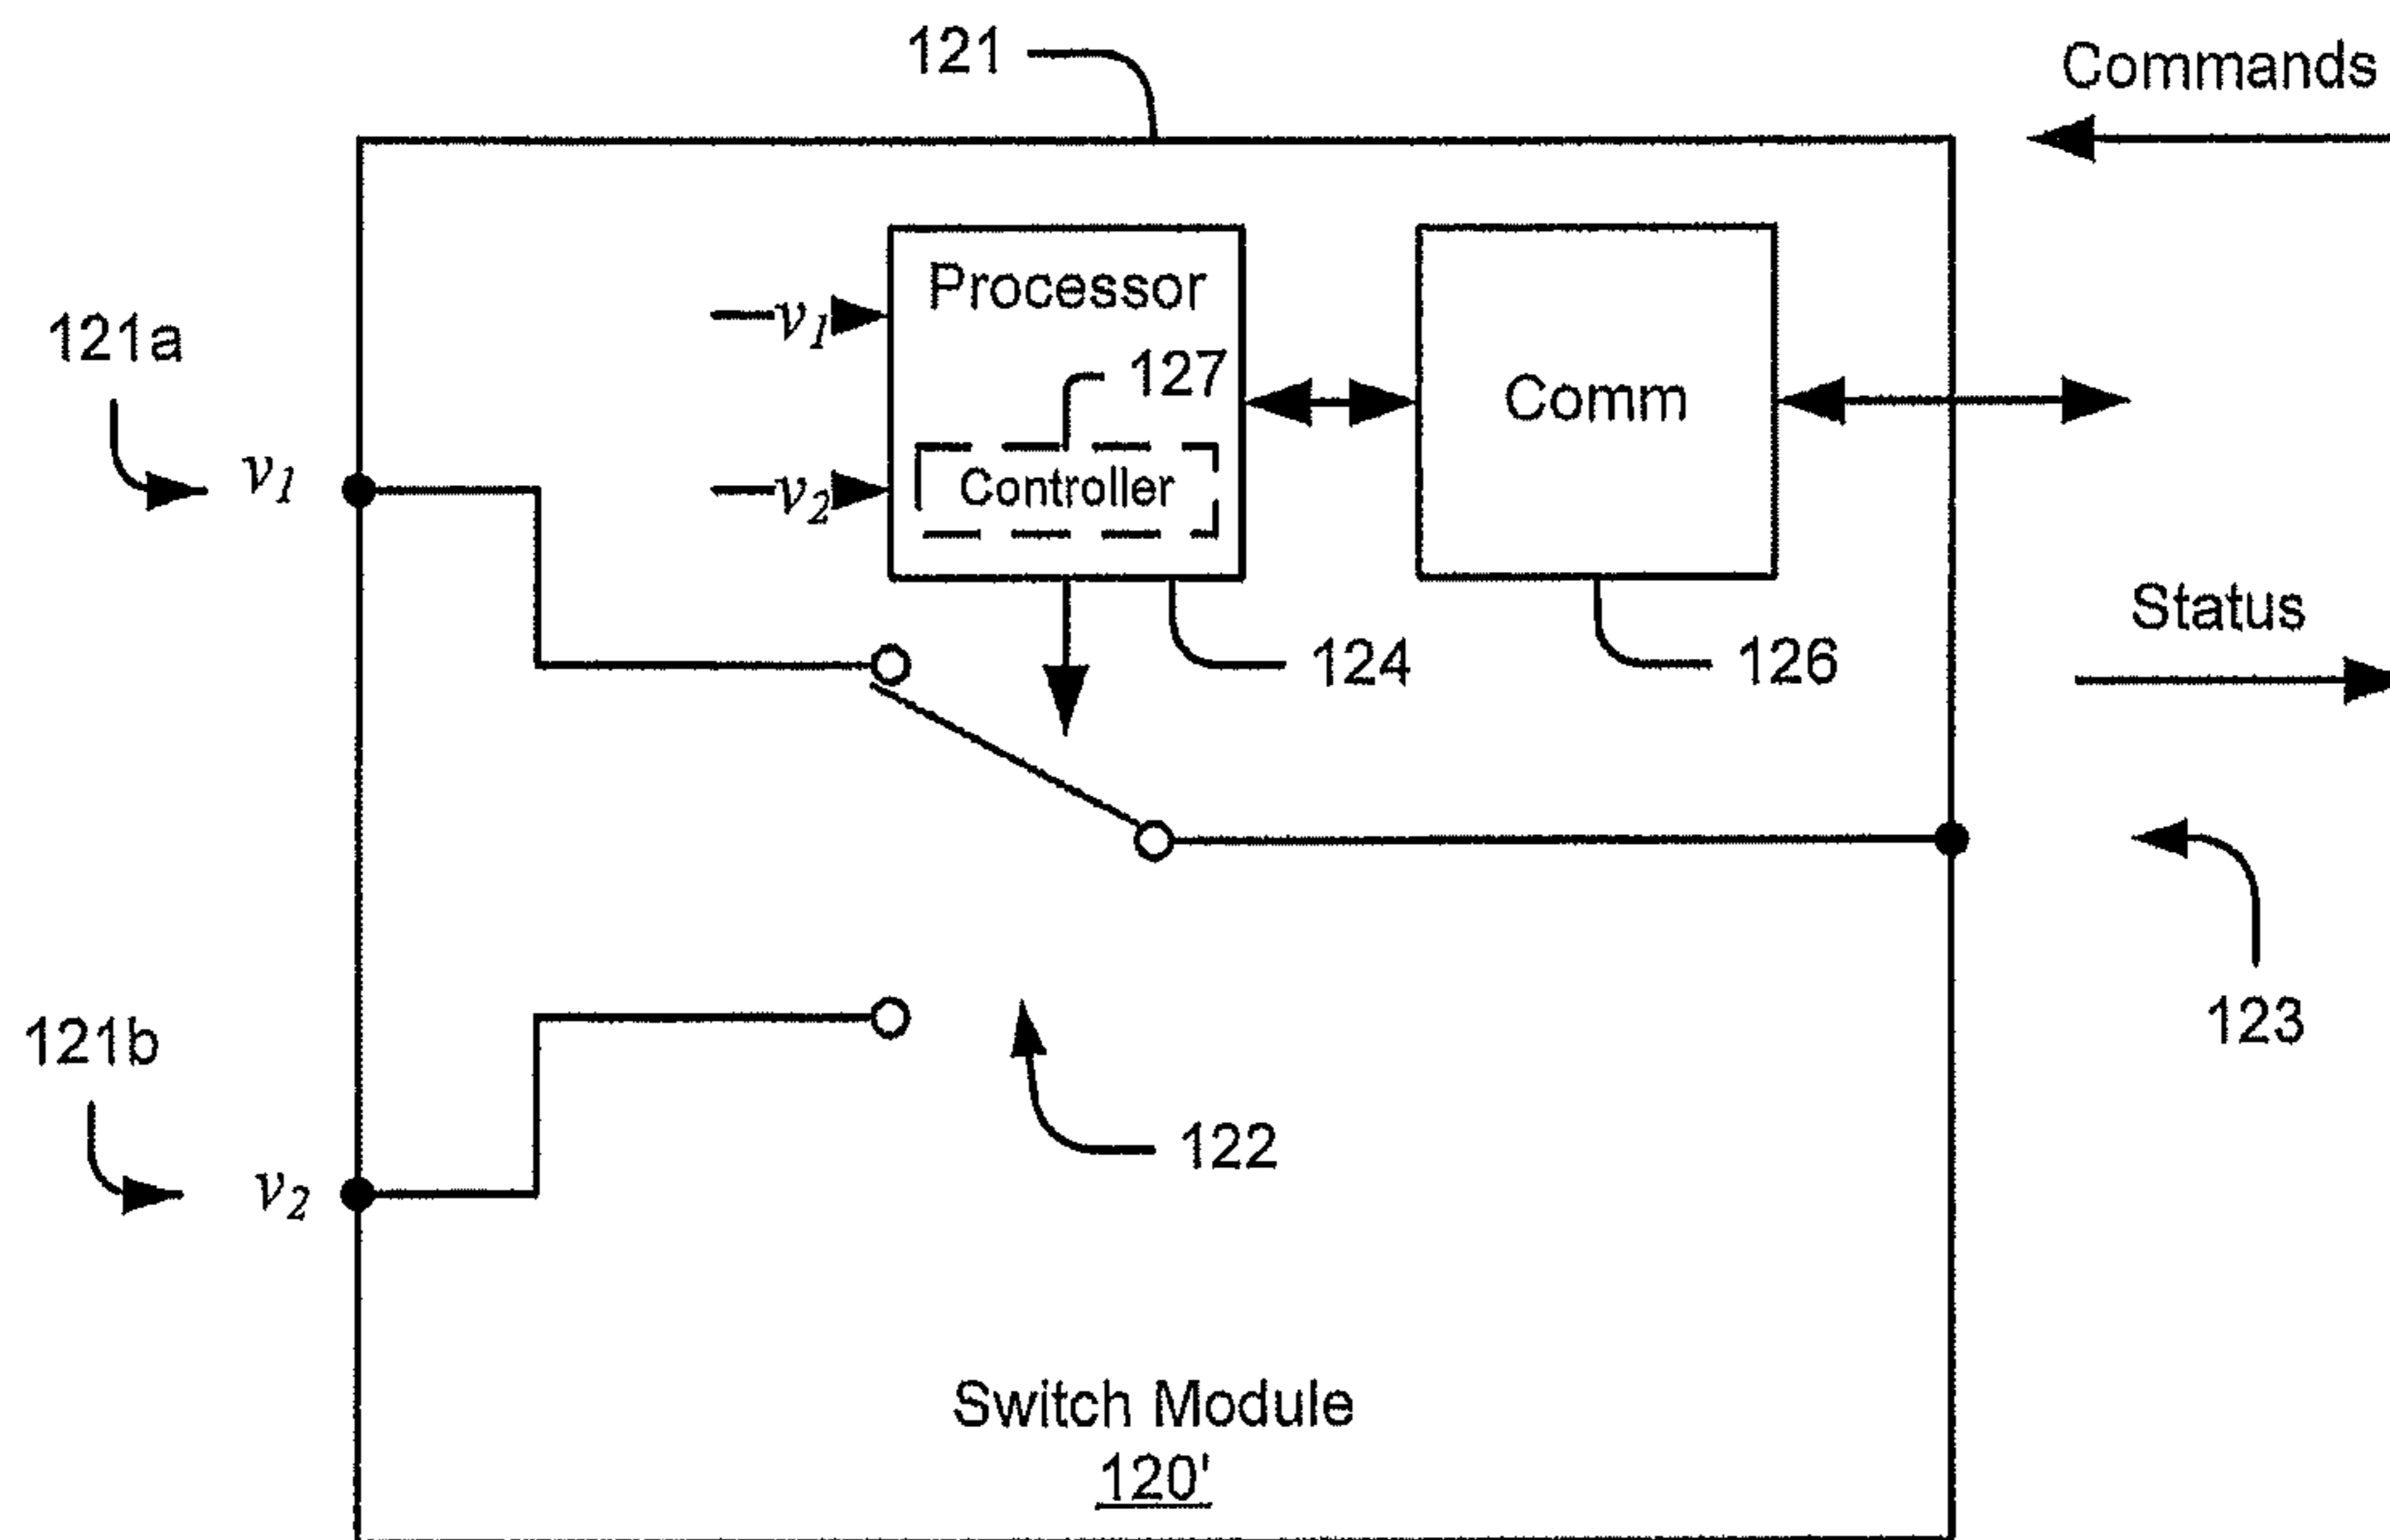 121
Commands
Processor
v1
121a
127
Comm
v1
v2
Controller
Status
124
126
121b
123
122
v2
Switch Module
120'